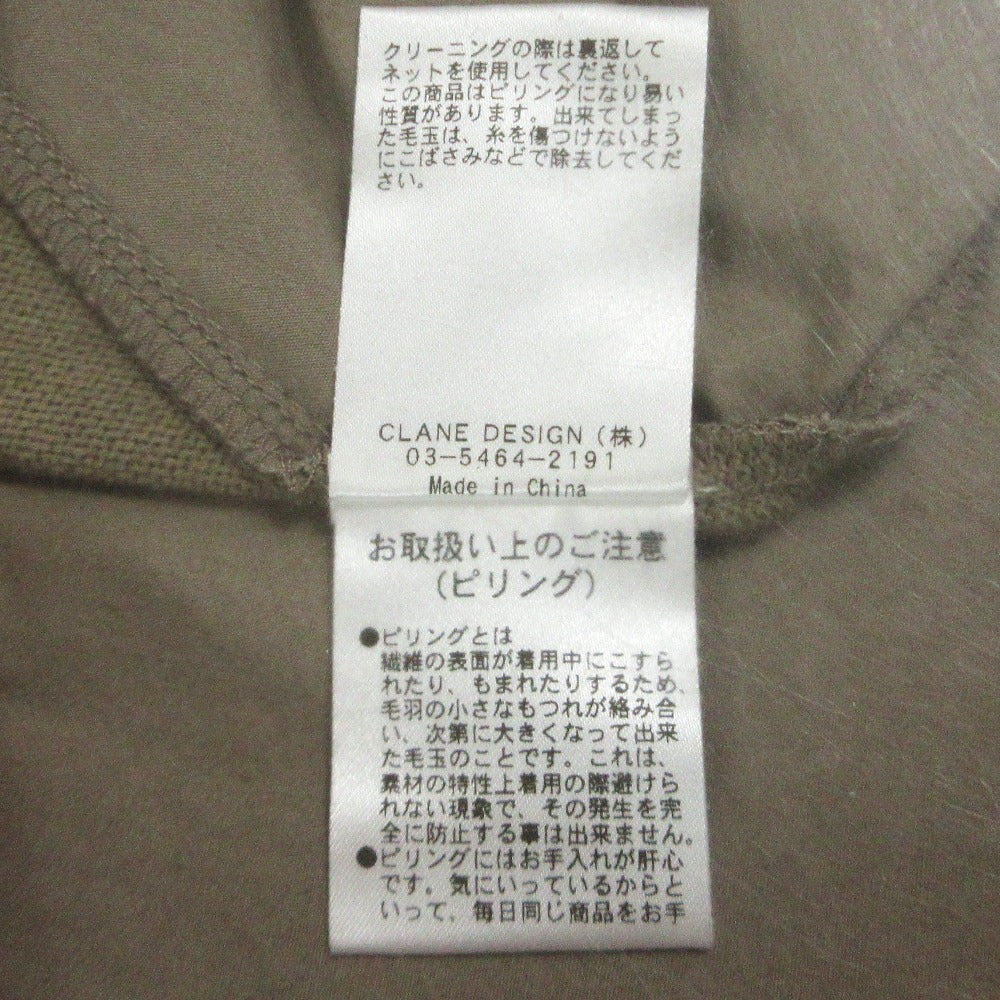 クリーニングの際は裏返して
ネットを使用してください。
この商品はピリングになり易い
性質があります。出来てしまっ
た毛玉は、糸を傷つけないよう
にこばさみなどで除去してくだ
さい。
CLANE DESIGN (株)
03-5464-2191
Made in China
お取扱い上のご注意
(ピリング)
●ピリングとは
繊維の表面が着用中にこすら
れたり、もまれたりするため、
毛羽の小さなもつれが絡み合
い、次第に大きくなって出来
た毛玉のことです。これは、
素材の特性上着用の際避けら
れない現象で、その発生を完
全に防止する事は出来ません。
●ピリングにはお手入れが肝心
です。気にいっているからと
いって、毎日同じ商品をお手